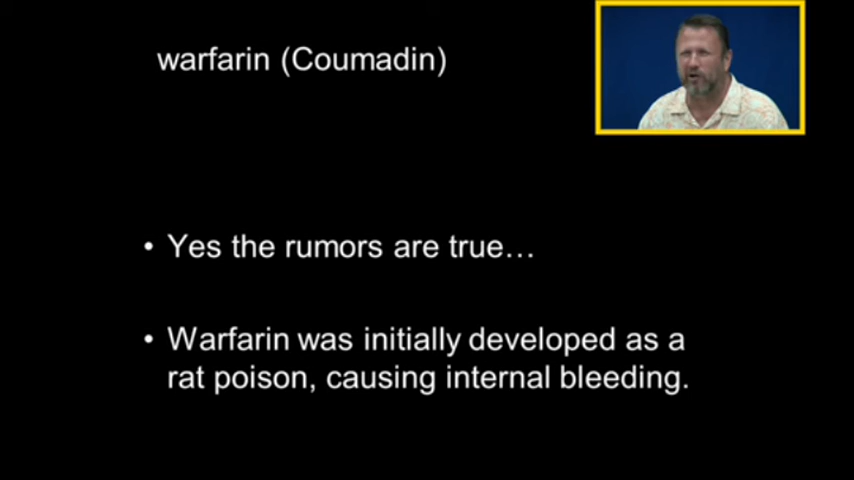 warfarin (Coumadin)
• Yes the rumors are true…
• Warfarin was initially developed as a
rat poison, causing internal bleeding.